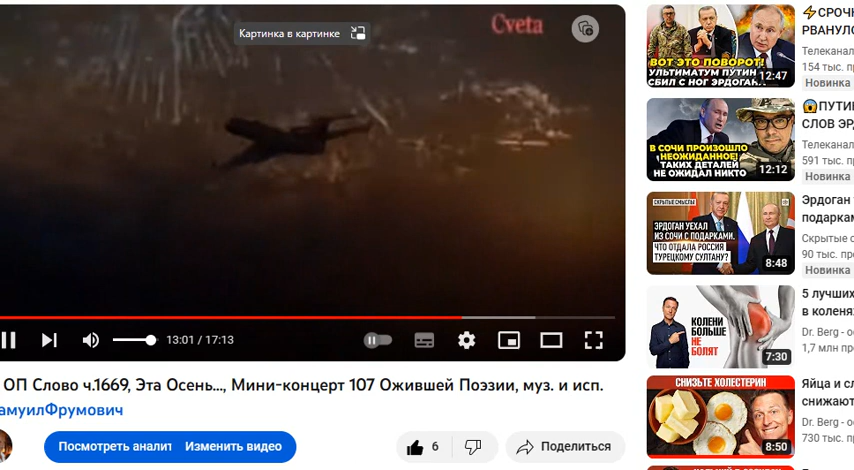 Cveta
Картинка в картинке
13:01 / 17:13
ОП Слово ч.1669, Эта Осень..., Мини-концерт 107 Ожившей Поэзии, муз. и исп.
амуилФрумович
Посмотреть аналит
Изменить видео
6
Поделиться
ВОТ ЭТО ПОВОРОТ!
УЛЬТИМАТУМ ПУТИН
СБИЛ С НОГ ЭРДОГАН
12:47
⚡СРОЧН
РВАНУЛО
Телеканал
154 тыс. п
Новинка
В СОЧИ ПРОИЗОШЛО
НЕОЖИДАННОЕ!
ТАКИХ ДЕТАЛЕЙ
НЕ ОЖИДАЛ НИКТО
12:12
😱ПУТИ
СЛОВ ЭРД
Телеканал
591 тыс. п
Новинка
СКРЫТЫЕ СМЫСЛЫ
ЭРДОГАН УЕХАЛ
ИЗ СОЧИ С ПОДАРКАМИ.
ЧТО ОТДАЛА РОССИЯ
ТУРЕЦКОМУ СУЛТАНУ?
8:48
Эрдоган
подаркам
Скрытые с
90 тыс. пр
Новинка
КОЛЕНИ
БОЛЬШЕ
НЕ
БОЛЯТ
7:30
5 лучших
в коленях
Dr. Berg - о
1,7 млн пр
СНИЗЬТЕ ХОЛЕСТЕРИН
8:50
Яйца и сл
снижают
Dr. Berg - о
730 тыс. п